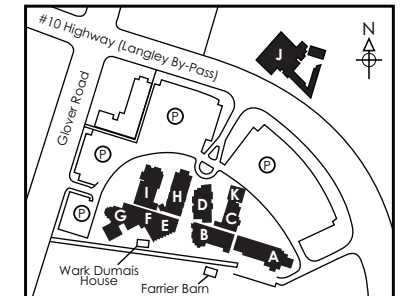 #10 Highway (Langley By-Pass)
N
J
Glover Road
P
P
P
P
I
H
D
K
C
G
F
E
B
A
Wark Dumais
House
Farrier Barn